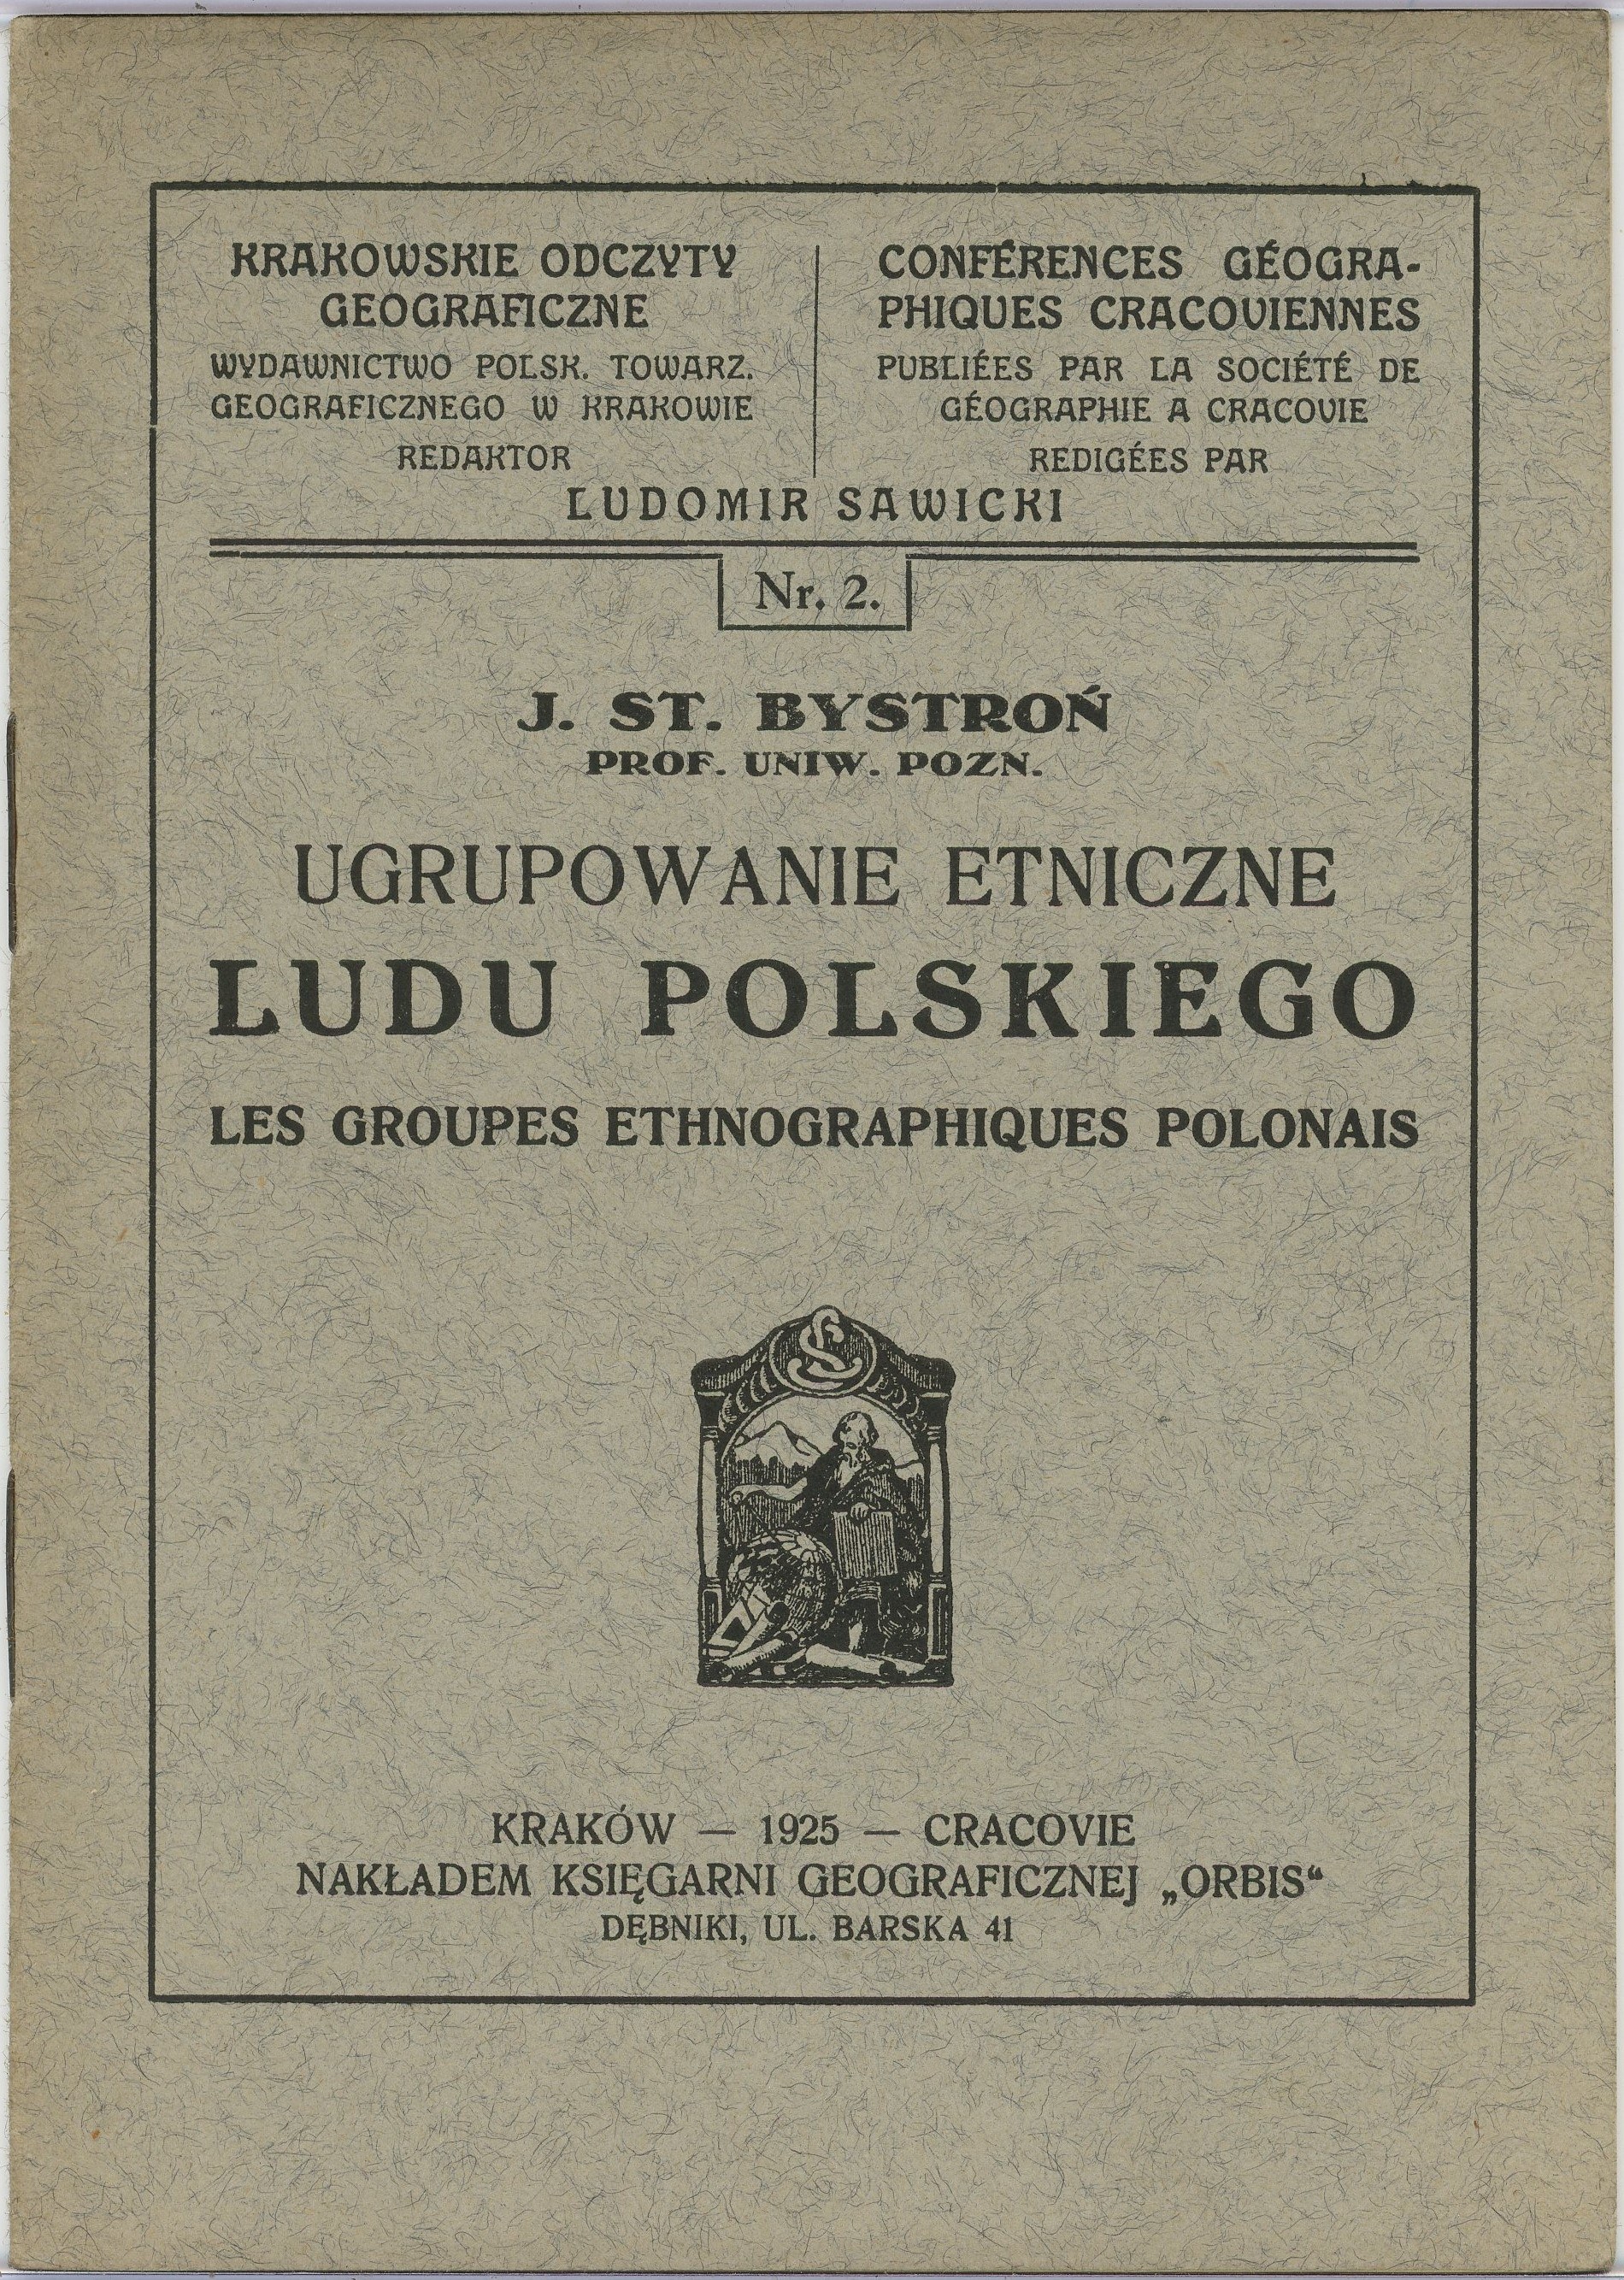 KRAKOWSKIE ODCZYTY
GEOGRAFICZNE
WYDAWNICTWO POLSK. TOWARZ.
GEOGRAFICZNEGO W KRAKOWIE
REDAKTOR
CONFÉRENCES GÉOGRA-
PHIQUES CRACOVIENNES
PUBLIÉES PAR LA SOCIÉTÉ DE
GÉOGRAPHIE A CRACOVIE
REDIGÉES PAR
LUDOMIR SAWICKI
Nr. 2.
J. ST. BYSTROŃ
PROF. UNIW. POZN.
UGRUPOWANIE ETNICZNE
LUDU POLSKIEGO
LES GROUPES ETHNOGRAPHIQUES POLONAIS
KRAKÓW — 1925 — CRACOVIE
NAKŁADEM KSIĘGARNI GEOGRAFICZNEJ „ORBIS“
DĘBNIKI, UL. BARSKA 41